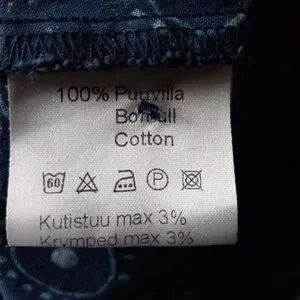 100% Puuvilla
Bomull
Cotton
60 P
Kutistuu max 3%
Krymped max 3%